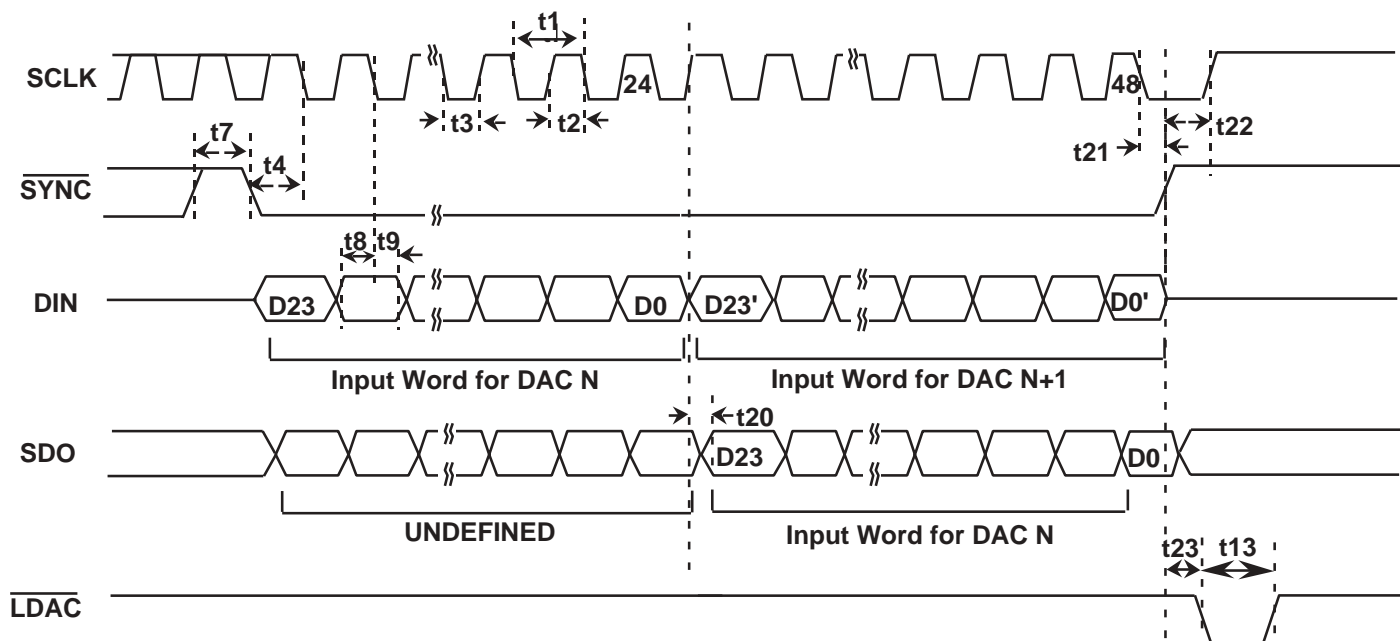 t1
SCLK
24
48
t3
t2
t22
t7
t21
t4
SYNC
t8 t9
DIN
D23
D0
D23'
D0'
Input Word for DAC N
Input Word for DAC N+1
t20
SDO
D23
D0
UNDEFINED
Input Word for DAC N
t23
t13
LDAC